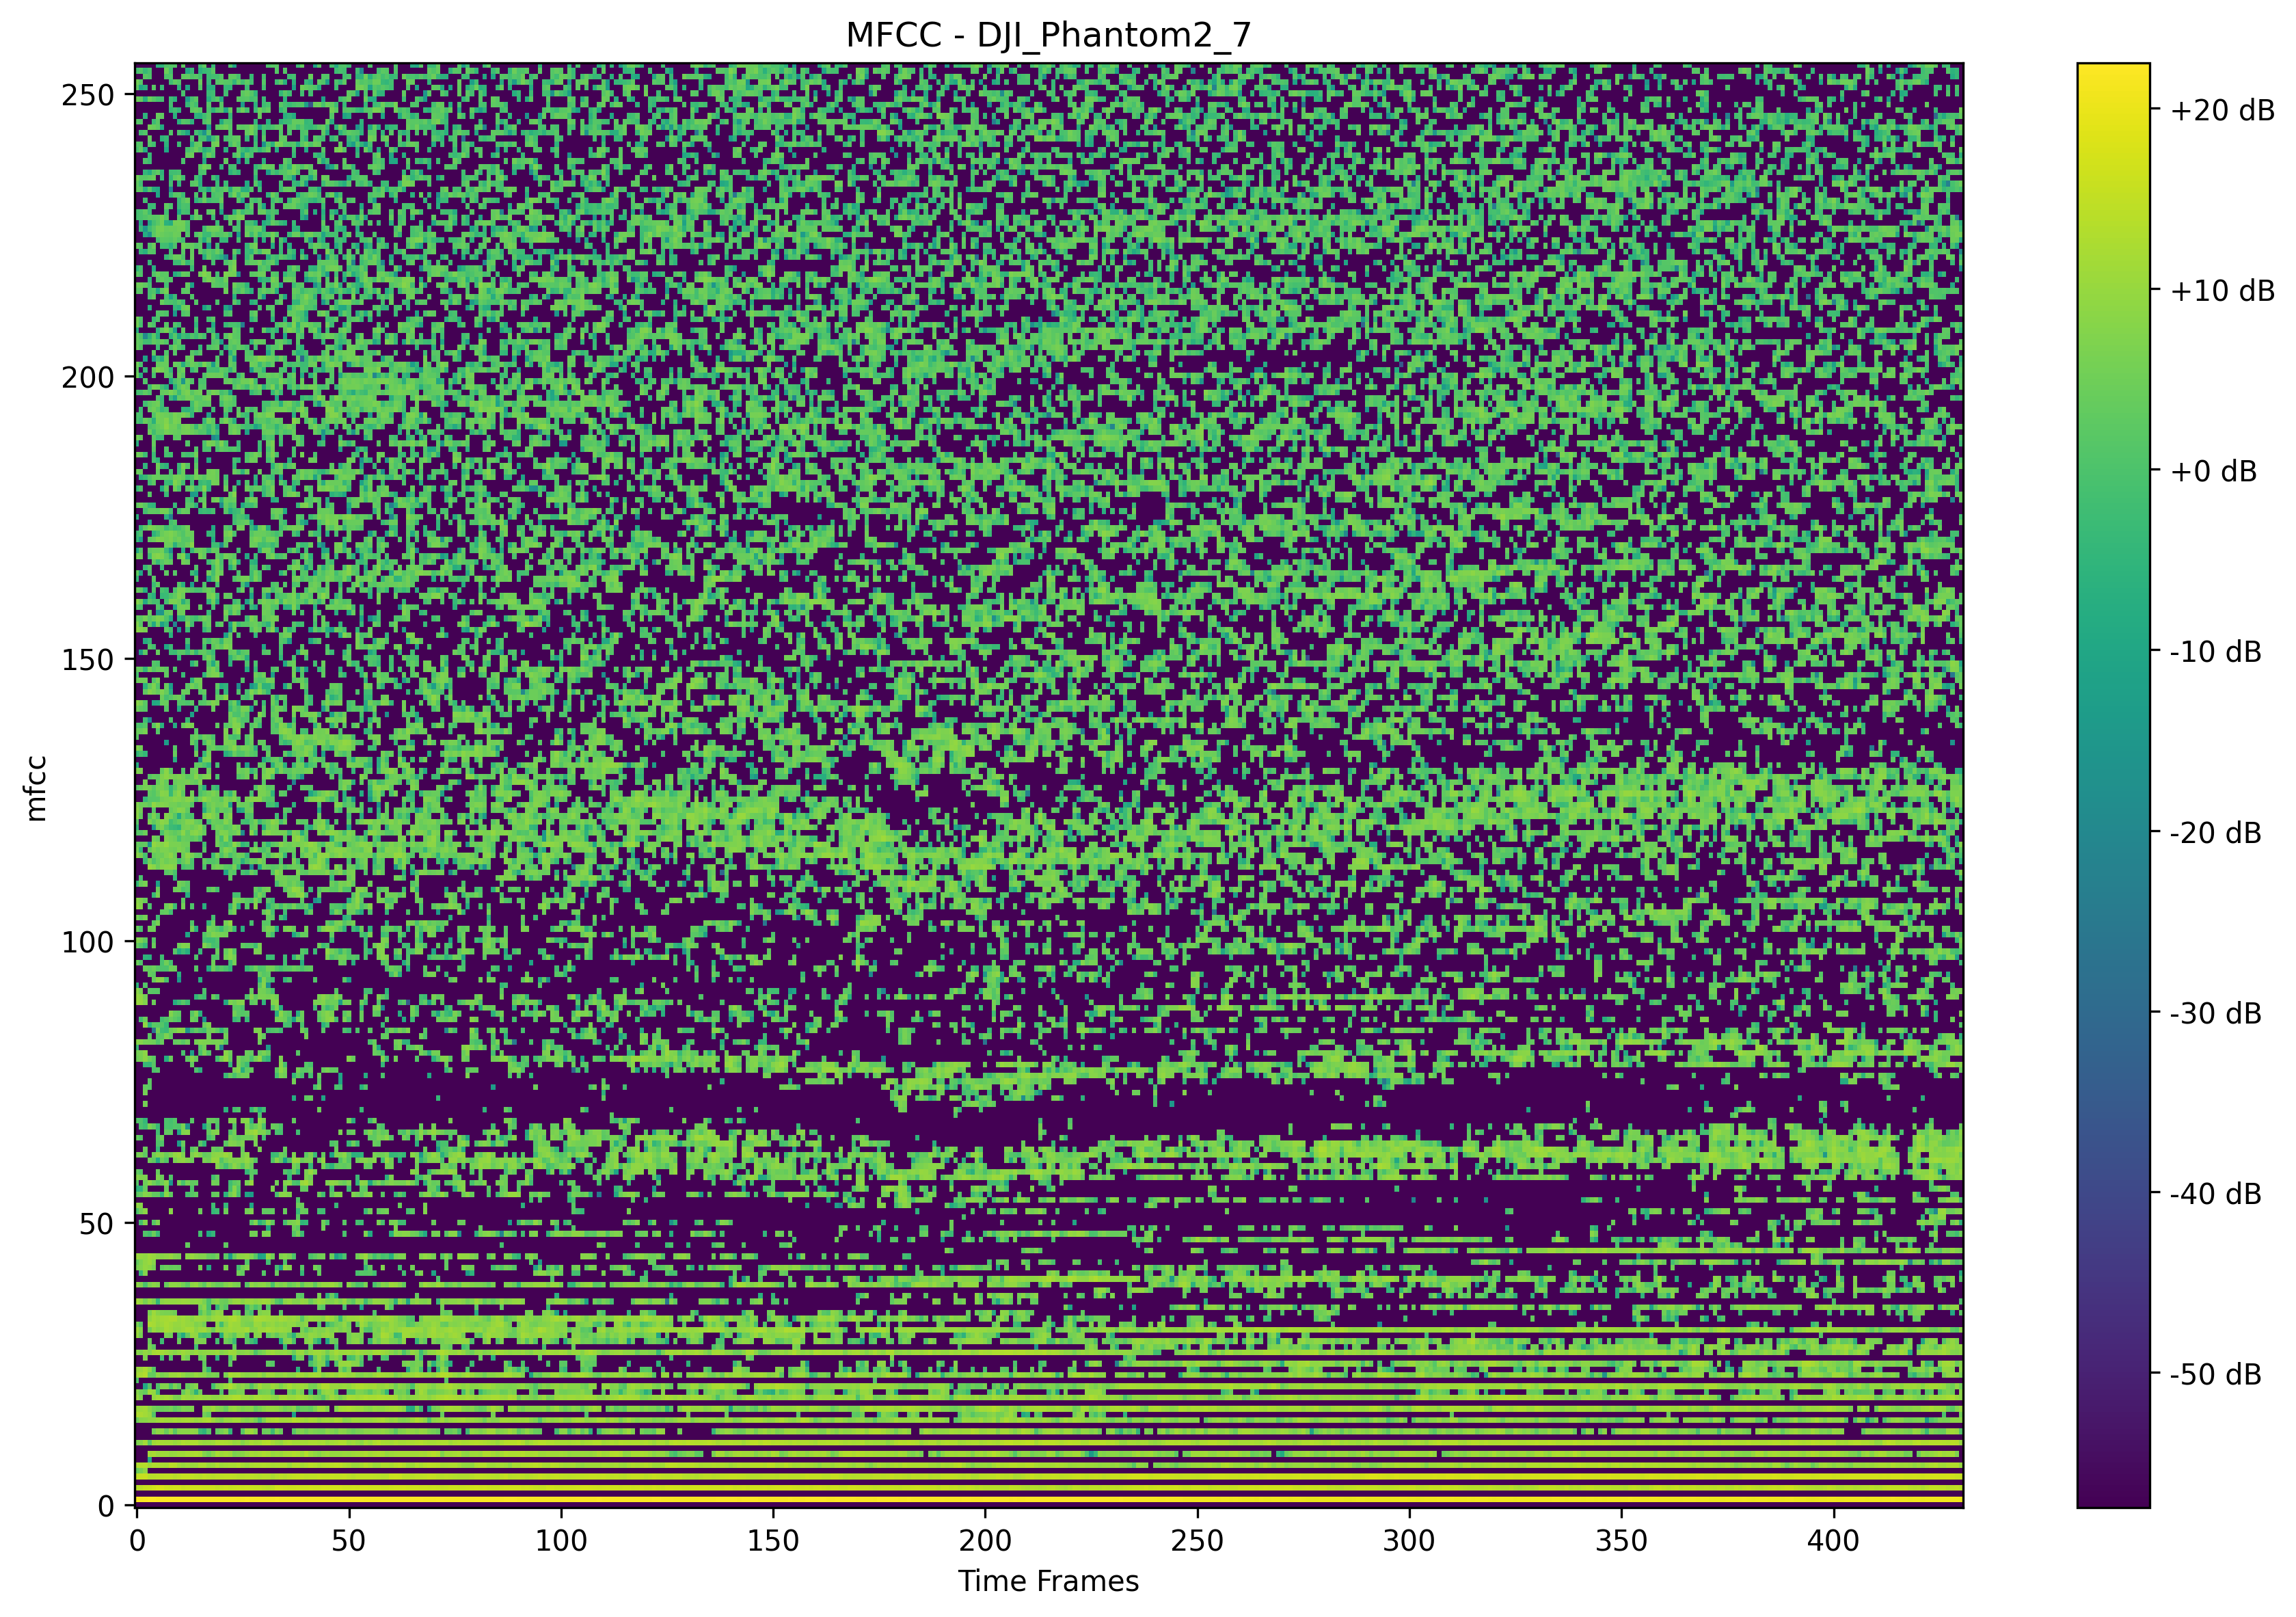 MFCC - DJI_Phantom2_7
250
200
150
100
50
0
mfcc
0 50 100 150 200 250 300 350 400
Time Frames
+20 dB
+10 dB
+0 dB
-10 dB
-20 dB
-30 dB
-40 dB
-50 dB